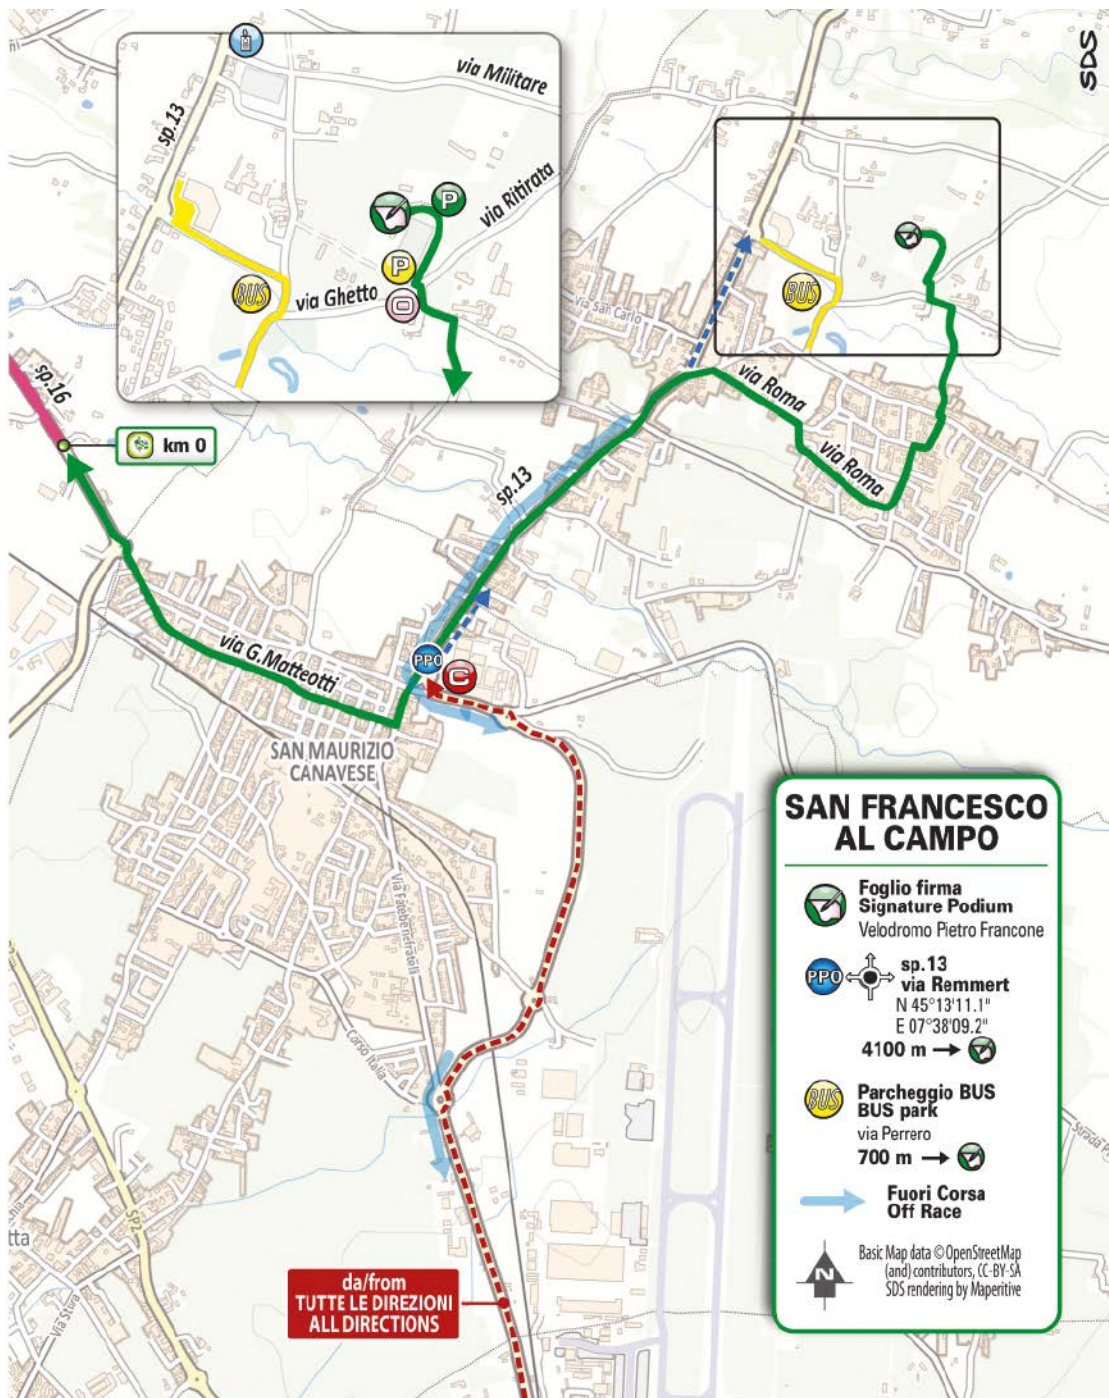 SDS
via Militare
sp.13
P
via Ritirata
P
BUS
via Ghetto
O
sp.16
km 0
via San Carlo
BUS
via Roma
via Roma
sp.13
PPO
C
via G.Matteotti
SAN MAURIZIO
CANAVESE
Via Fatebenefratelli
Corso Italia
SP2
Via Stura
da/from
TUTTE LE DIREZIONI
ALL DIRECTIONS
SAN FRANCESCO
AL CAMPO
Foglio firma
Signature Podium
Velodromo Pietro Francone
PPO
sp.13
via Remmert
N 45°13'11.1"
E 07°38'09.2"
4100 m
BUS
Parcheggio BUS
BUS park
via Perrero
700 m
Fuori Corsa
Off Race
N
Basic Map data © OpenStreetMap
(and) contributors, CC-BY-SA
SDS rendering by Maperitive